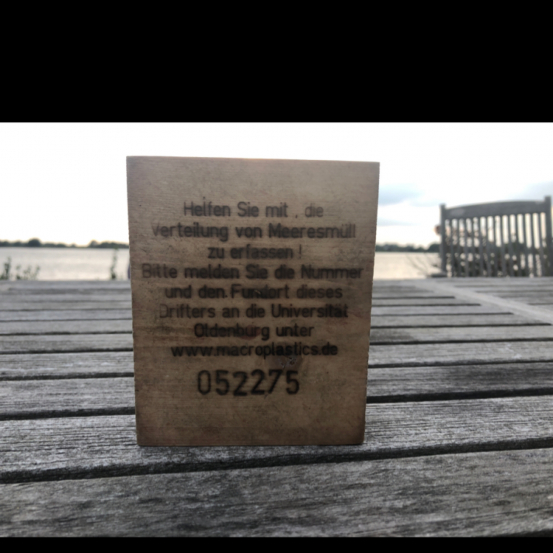 Helfen Sie mit , die
Verteilung von Meeresmüll
zu erfassen !
Bitte melden Sie die Nummer
und den Fundort dieses
Drifters an die Universität
Oldenburg unter
www.macroplastics.de
052275